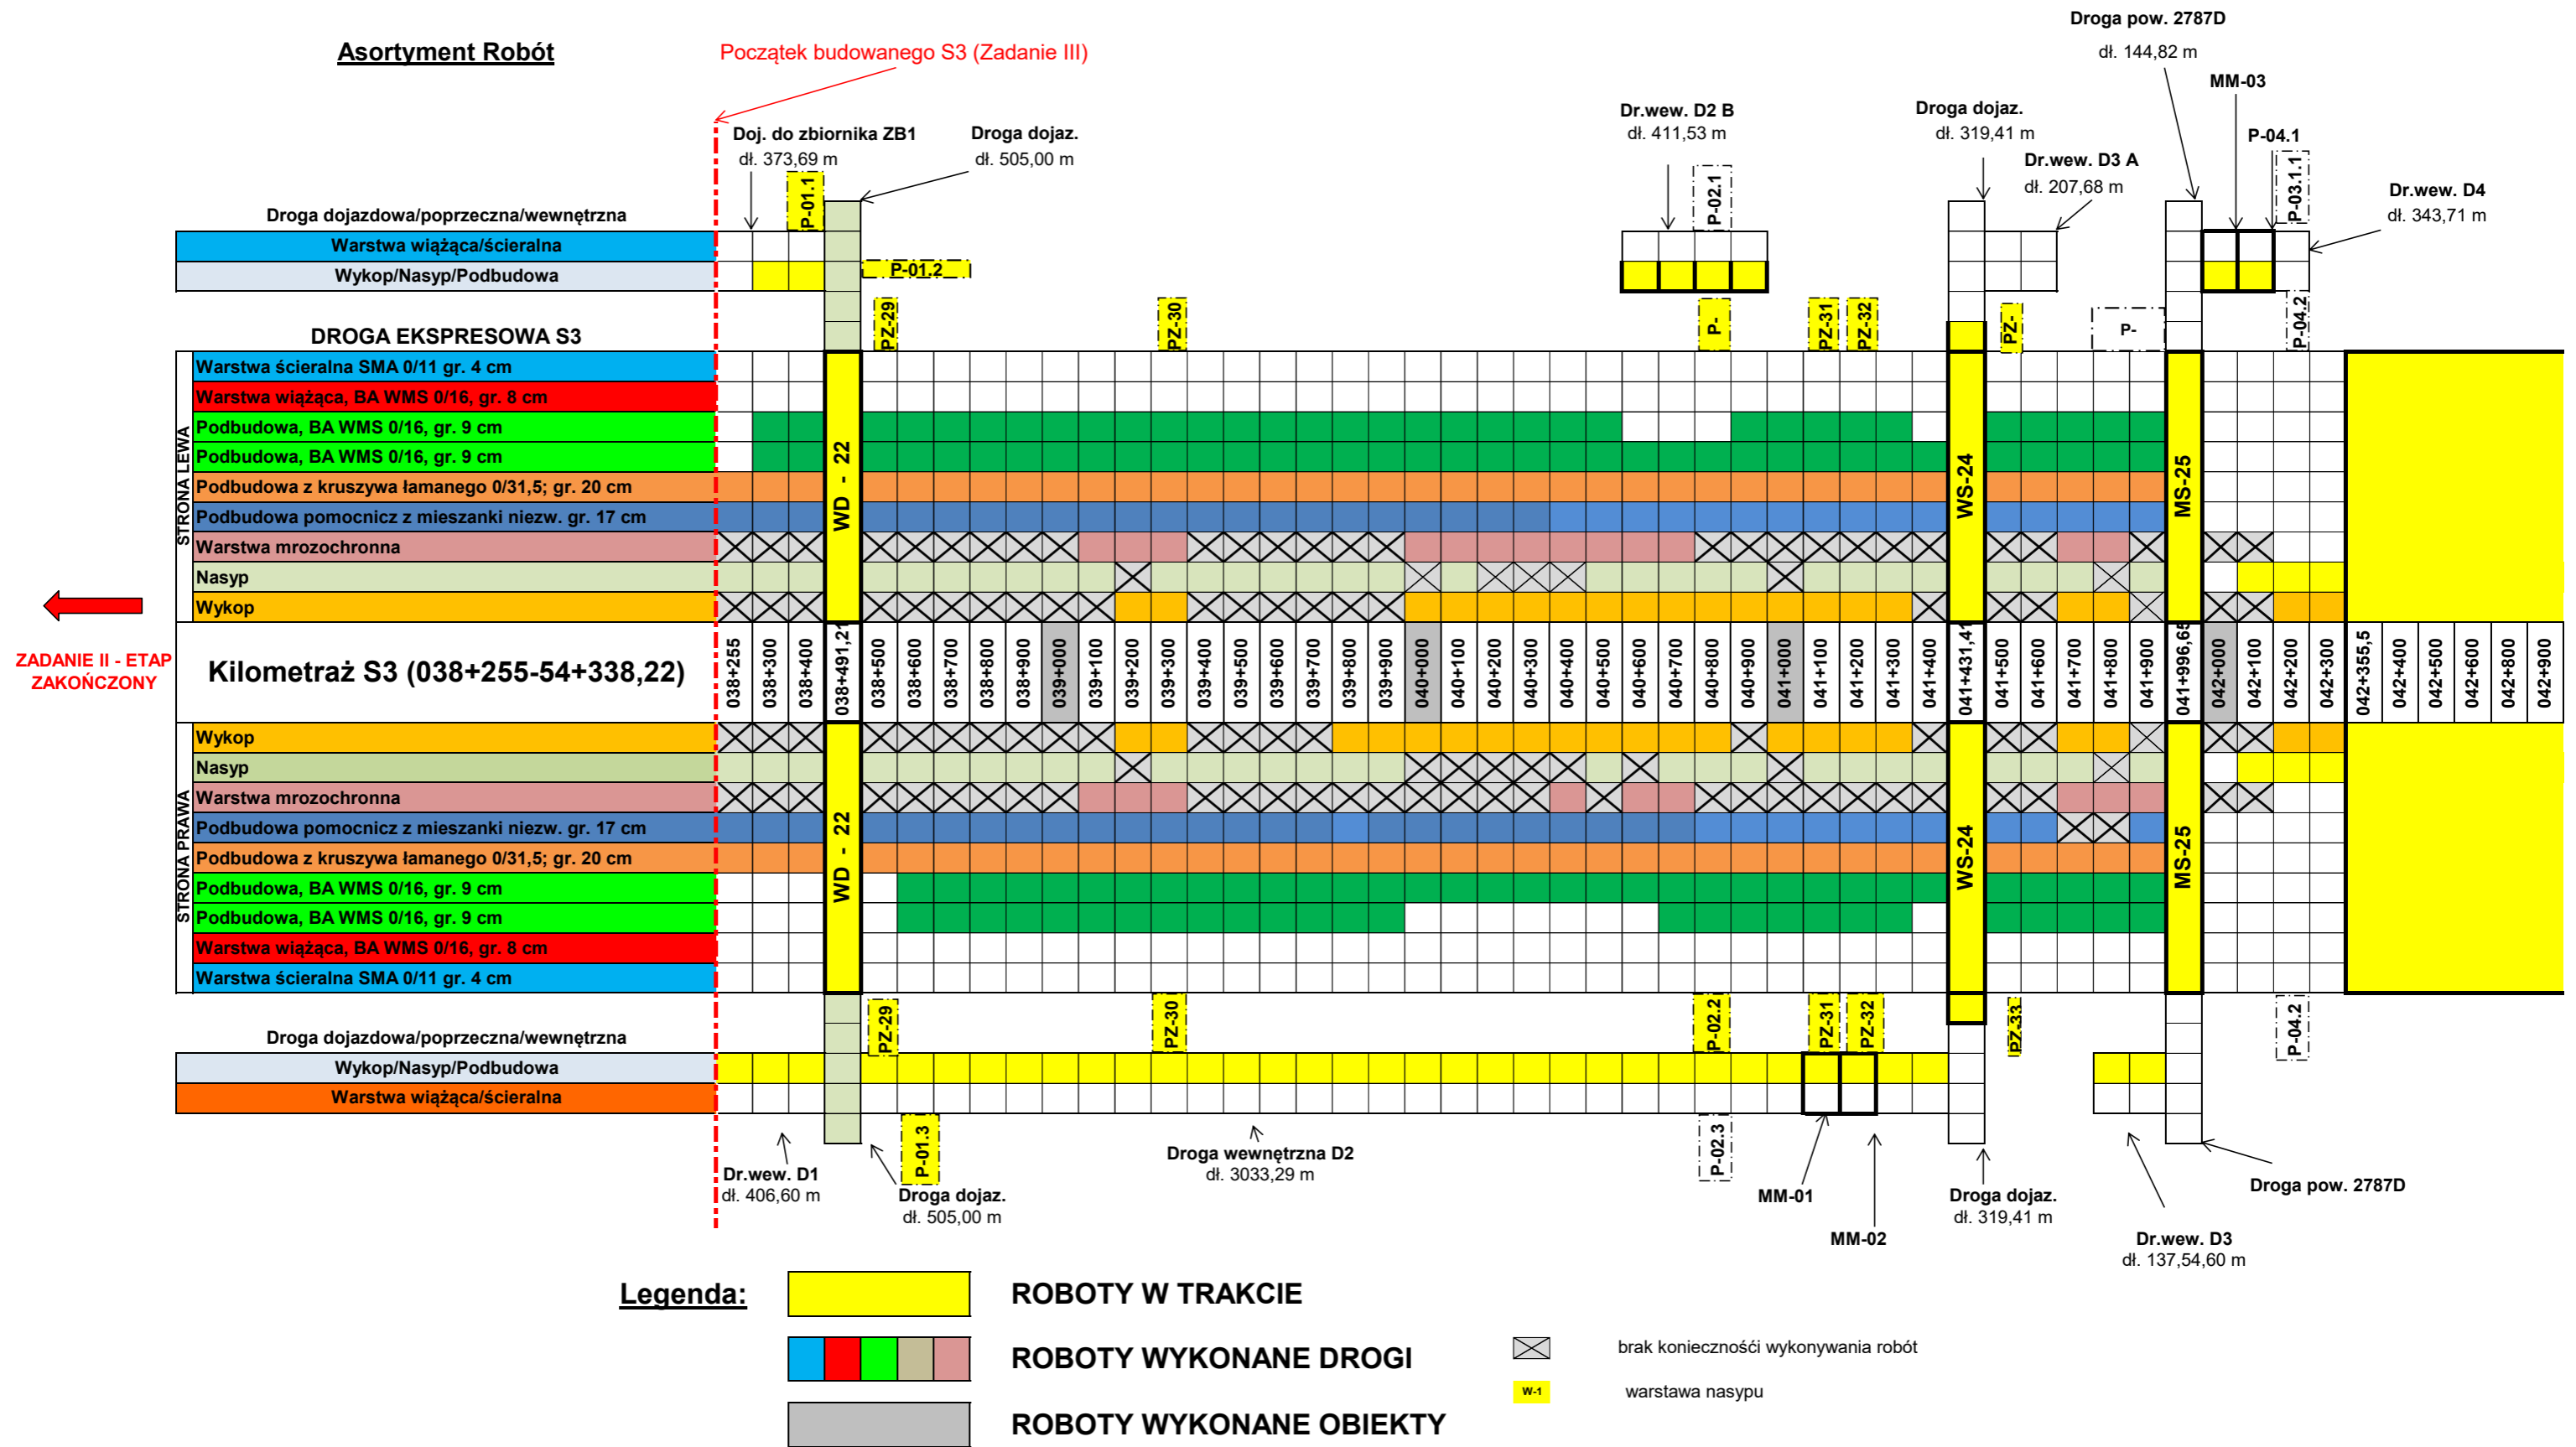 Droga pow. 2787D
dł. 144,82 m
Asortyment Robót
Początek budowanego S3 (Zadanie III)
MM-03
Dr.wew. D2 B
dł. 411,53 m
Droga dojaz.
dł. 319,41 m
Doj. do zbiornika ZB1
dł. 373,69 m
Droga dojaz.
dł. 505,00 m
P-04.1
Dr.wew. D3 A
dł. 207,68 m
Dr.wew. D4
dł. 343,71 m
P-01.1
P-02.1
P-03.1.1
Droga dojazdowa/poprzeczna/wewnętrzna
Warstwa wiążąca/ścieralna
Wykop/Nasyp/Podbudowa
P-01.2
PZ-29
PZ-30
P-
PZ-31
PZ-32
PZ-
P-
P-04.2
DROGA EKSPRESOWA S3
STRONA LEWA
Warstwa ścieralna SMA 0/11 gr. 4 cm
Warstwa wiążąca, BA WMS 0/16, gr. 8 cm
Podbudowa, BA WMS 0/16, gr. 9 cm
Podbudowa, BA WMS 0/16, gr. 9 cm
Podbudowa z kruszywa łamanego 0/31,5; gr. 20 cm
Podbudowa pomocnicz z mieszanki niezw. gr. 17 cm
Warstwa mrozochronna
Nasyp
Wykop
WD - 22
WS-24
MS-25
ZADANIE II - ETAP
ZAKOŃCZONY
Kilometraż S3 (038+255-54+338,22)
038+255
038+300
038+400
038+491,21
038+500
038+600
038+700
038+800
038+900
039+000
039+100
039+200
039+300
039+400
039+500
039+600
039+700
039+800
039+900
040+000
040+100
040+200
040+300
040+400
040+500
040+600
040+700
040+800
040+900
041+000
041+100
041+200
041+300
041+400
041+431,41
041+500
041+600
041+700
041+800
041+900
041+996,65
042+000
042+100
042+200
042+300
042+355,5
042+400
042+500
042+600
042+800
042+900
STRONA PRAWA
Wykop
Nasyp
Warstwa mrozochronna
Podbudowa pomocnicz z mieszanki niezw. gr. 17 cm
Podbudowa z kruszywa łamanego 0/31,5; gr. 20 cm
Podbudowa, BA WMS 0/16, gr. 9 cm
Podbudowa, BA WMS 0/16, gr. 9 cm
Warstwa wiążąca, BA WMS 0/16, gr. 8 cm
Warstwa ścieralna SMA 0/11 gr. 4 cm
WD - 22
WS-24
MS-25
PZ-29
PZ-30
P-02.2
PZ-31
PZ-32
PZ-33
P-04.2
Droga dojazdowa/poprzeczna/wewnętrzna
Wykop/Nasyp/Podbudowa
Warstwa wiążąca/ścieralna
P-01.3
P-02.3
Dr.wew. D1
dł. 406,60 m
Droga dojaz.
dł. 505,00 m
Droga wewnętrzna D2
dł. 3033,29 m
MM-01
MM-02
Droga dojaz.
dł. 319,41 m
Droga pow. 2787D
Dr.wew. D3
dł. 137,54,60 m
Legenda:
ROBOTY W TRAKCIE
ROBOTY WYKONANE DROGI
ROBOTY WYKONANE OBIEKTY
brak koniecznośći wykonywania robót
W-1
warstawa nasypu